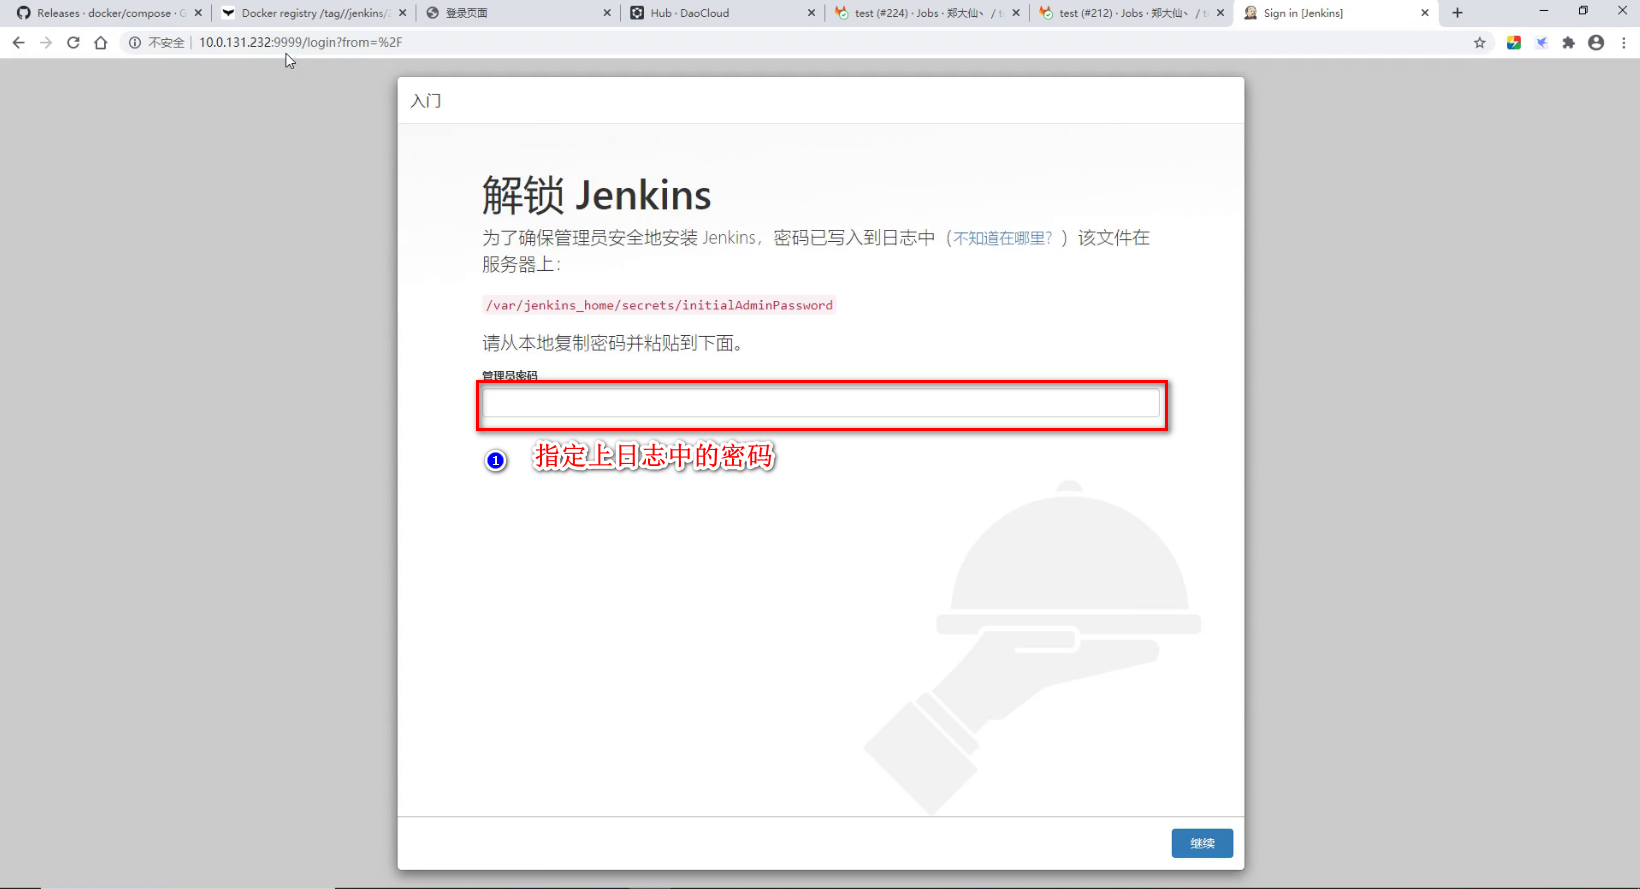 Releases · docker/compose · G
Docker registry /tag//jenkins/
登录页面
Hub · DaoCloud
test (#224) · Jobs · 郑大仙丶 / t
test (#212) · Jobs · 郑大仙丶 / t
Sign in [Jenkins]
不安全 | 10.0.131.232:9999/login?from=%2F
入门
解锁 Jenkins
为了确保管理员安全地安装 Jenkins，密码已写入到日志中（不知道在哪里？）该文件在
服务器上：
/var/jenkins_home/secrets/initialAdminPassword
请从本地复制密码并粘贴到下面。
管理员密码
1 指定上日志中的密码
继续